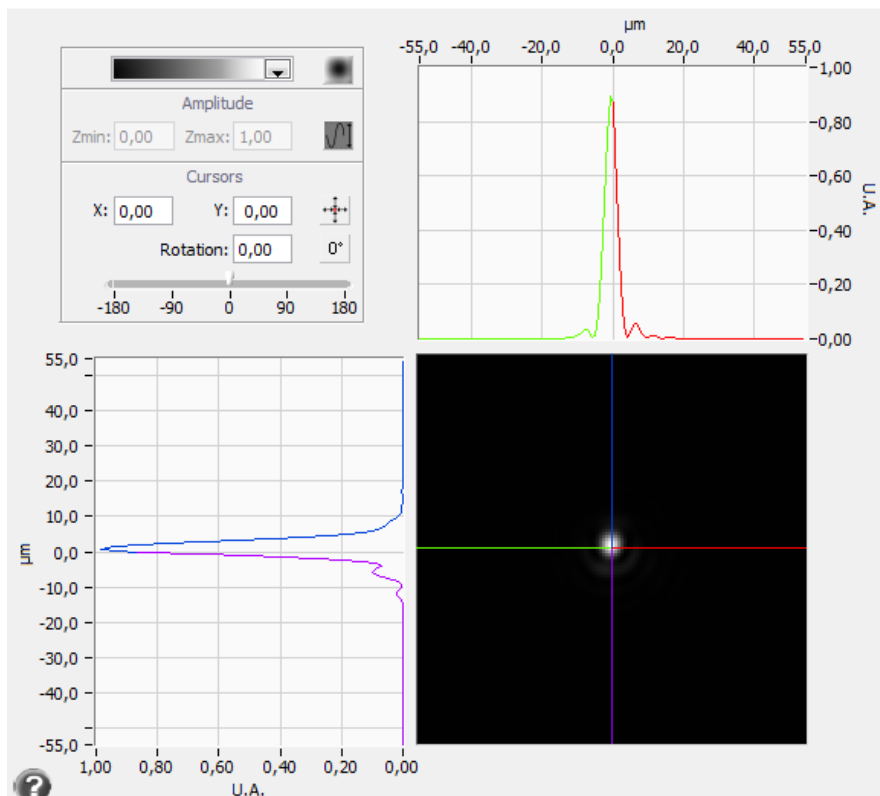 µm
-55,0 -40,0 -20,0 0,0 20,0 40,0 55,0
1,00
0,80
0,60
0,40
0,20
0,00
U.A.
Amplitude
Zmin: 0,00 Zmax: 1,00
Cursors
X: 0,00 Y: 0,00
Rotation: 0,00 0°
-180 -90 0 90 180
55,0
40,0
30,0
20,0
10,0
0,0
-10,0
-20,0
-30,0
-40,0
-55,0
µm
1,00 0,80 0,60 0,40 0,20 0,00
U.A.
?